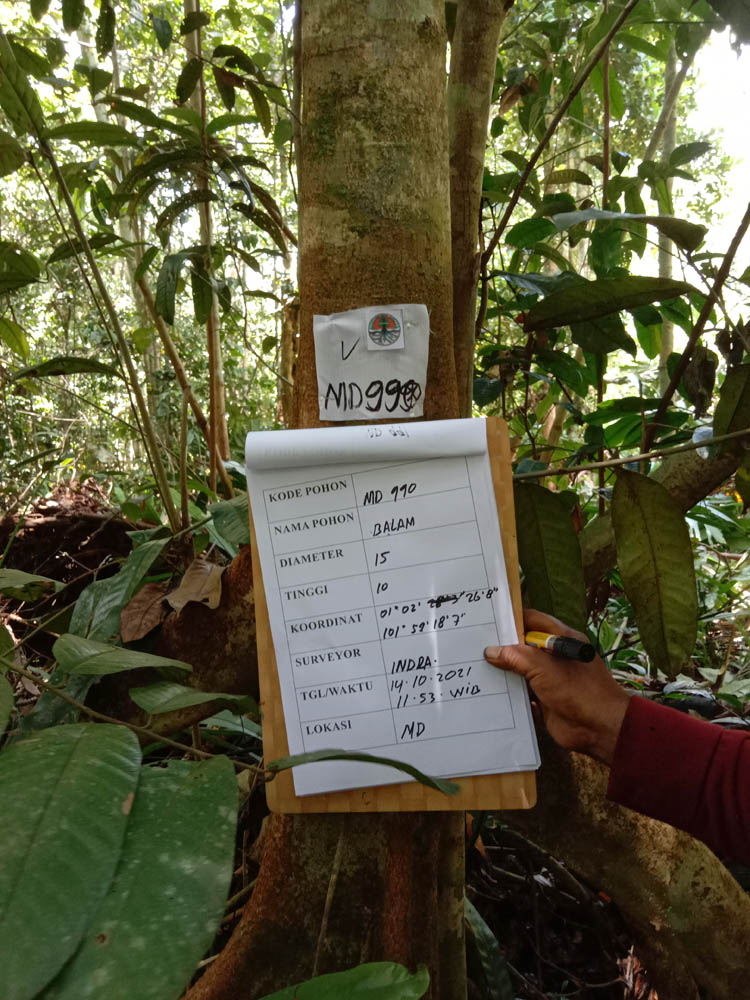 V
MD990
KODE POHON MD 990
NAMA POHON BALAM
DIAMETER 15
TINGGI 10
KOORDINAT 01° 02' 26'8"
101° 59' 18'7"
SURVEYOR INDRA.
TGL/WAKTU 14.10.2021
11.53. WIB
LOKASI MD